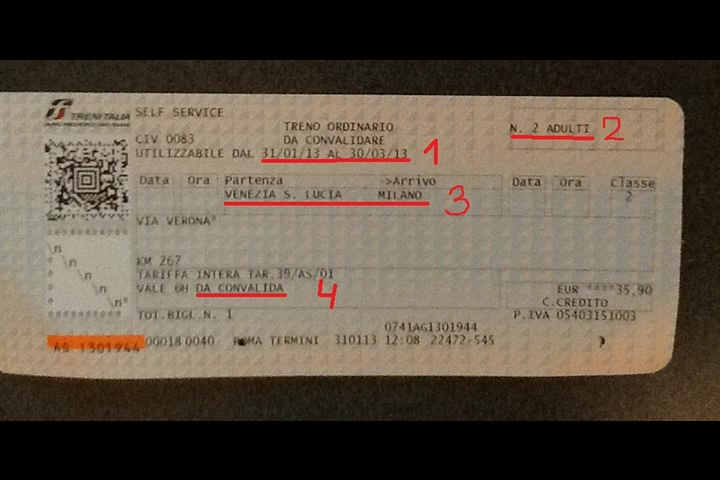 TRENITALIA
SELF SERVICE
TRENO ORDINARIO
N. 2 ADULTI 2
CIV 0083 DA CONVALIDARE
UTILIZZABILE DAL 31/01/13 AL 30/03/13 1
Data Ora Partenza ->Arrivo Data Ora Classe
VENEZIA S. LUCIA MILANO 3 2
VIA VERONA*
KM 267
TARIFFA INTERA TAR.39/AS/01
VALE 6H DA CONVALIDA 4 EUR ****35,90
C.CREDITO
TOT.BIGL.N. 1 P.IVA 05403151003
0741AG1301944
AG 1301944 00018 0040 ROMA TERMINI 310113 12:08 22472-545